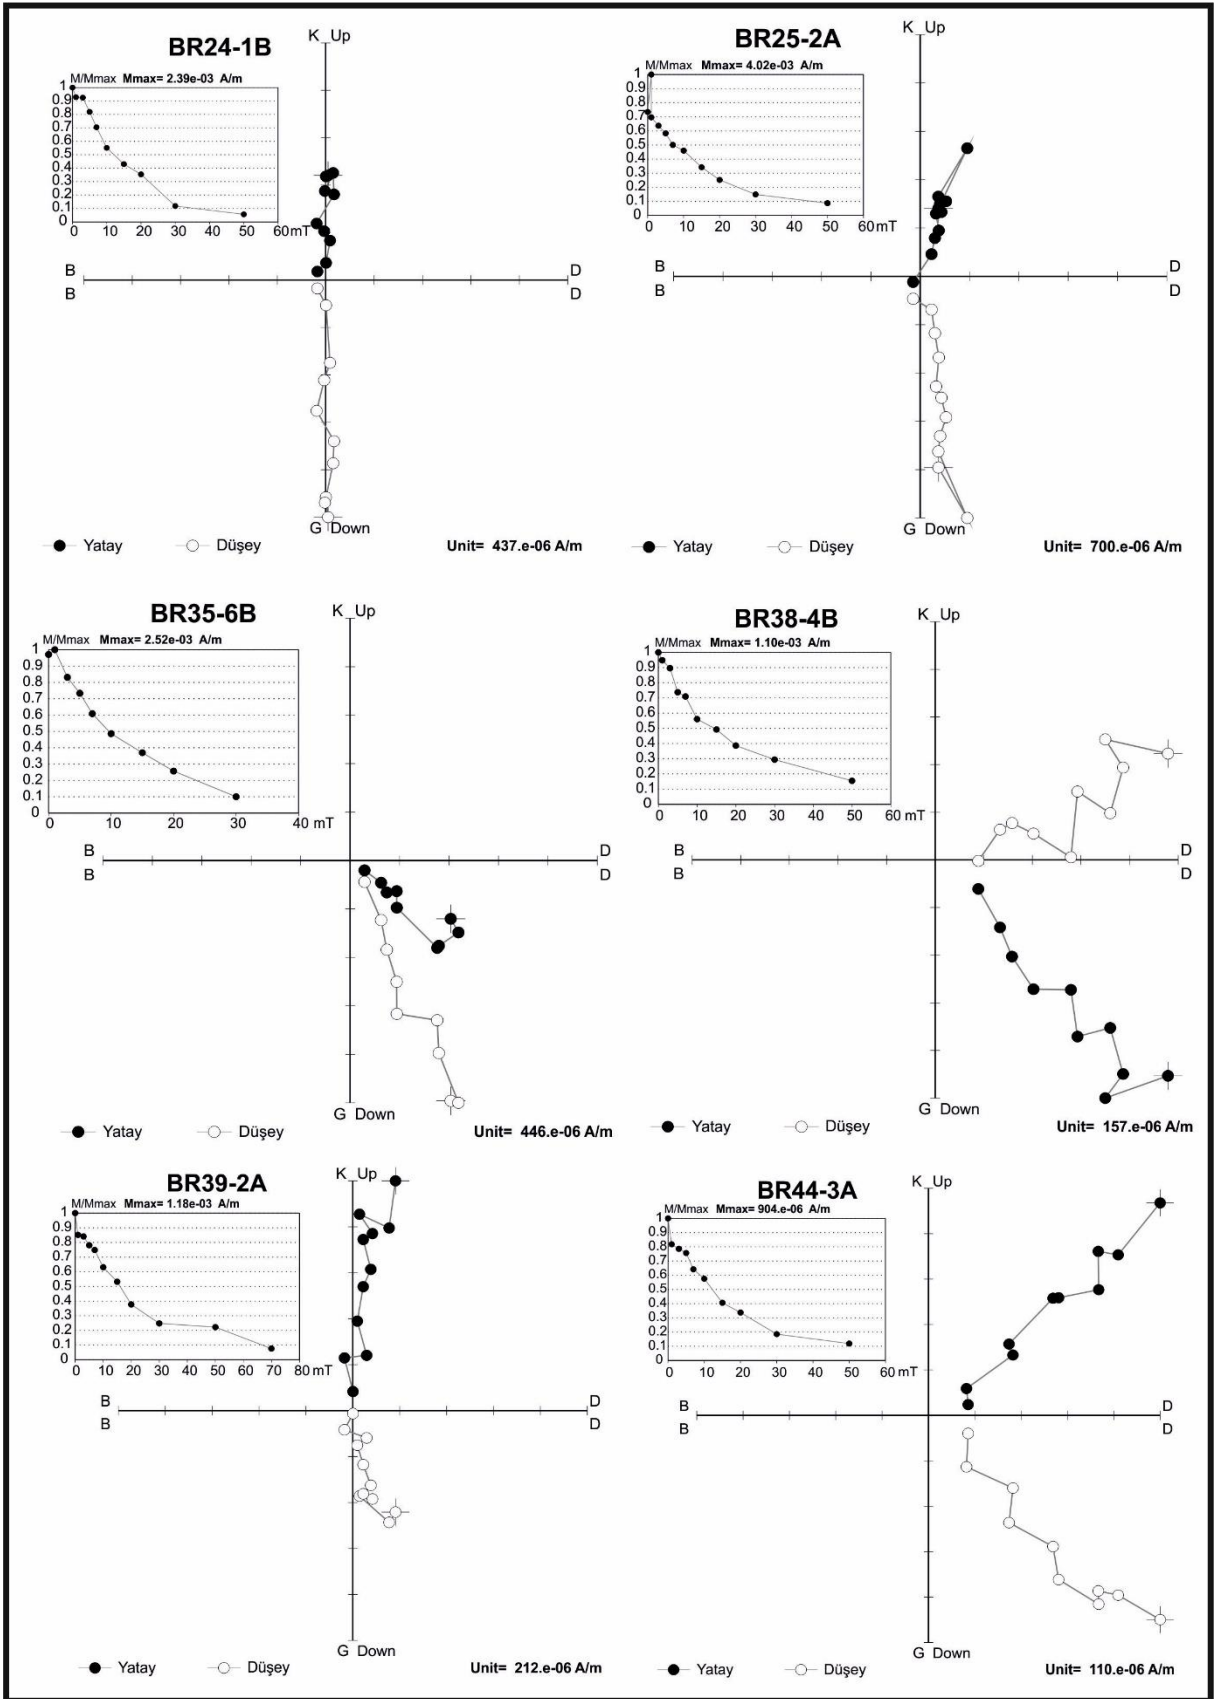 BR24-1B
K Up
M/Mmax Mmax= 2.39e-03 A/m
1
0.9
0.8
0.7
0.6
0.5
0.4
0.3
0.2
0.1
0
0 10 20 30 40 50 60 mT
B D
B D
G Down
Yatay Düşey Unit= 437.e-06 A/m
BR25-2A
K Up
M/Mmax Mmax= 4.02e-03 A/m
1
0.9
0.8
0.7
0.6
0.5
0.4
0.3
0.2
0.1
0
0 10 20 30 40 50 60 mT
B D
B D
G Down
Yatay Düşey Unit= 700.e-06 A/m
BR35-6B
K Up
M/Mmax Mmax= 2.52e-03 A/m
1
0.9
0.8
0.7
0.6
0.5
0.4
0.3
0.2
0.1
0
0 10 20 30 40 mT
B D
B D
G Down
Yatay Düşey Unit= 446.e-06 A/m
BR38-4B
K Up
M/Mmax Mmax= 1.10e-03 A/m
1
0.9
0.8
0.7
0.6
0.5
0.4
0.3
0.2
0.1
0
0 10 20 30 40 50 60 mT
B D
B D
G Down
Yatay Düşey Unit= 157.e-06 A/m
BR39-2A
K Up
M/Mmax Mmax= 1.18e-03 A/m
1
0.9
0.8
0.7
0.6
0.5
0.4
0.3
0.2
0.1
0
0 10 20 30 40 50 60 70 80 mT
B D
B D
G Down
Yatay Düşey Unit= 212.e-06 A/m
BR44-3A
K Up
M/Mmax Mmax= 904.e-06 A/m
1
0.9
0.8
0.7
0.6
0.5
0.4
0.3
0.2
0.1
0
0 10 20 30 40 50 60 mT
B D
B D
G Down
Yatay Düşey Unit= 110.e-06 A/m